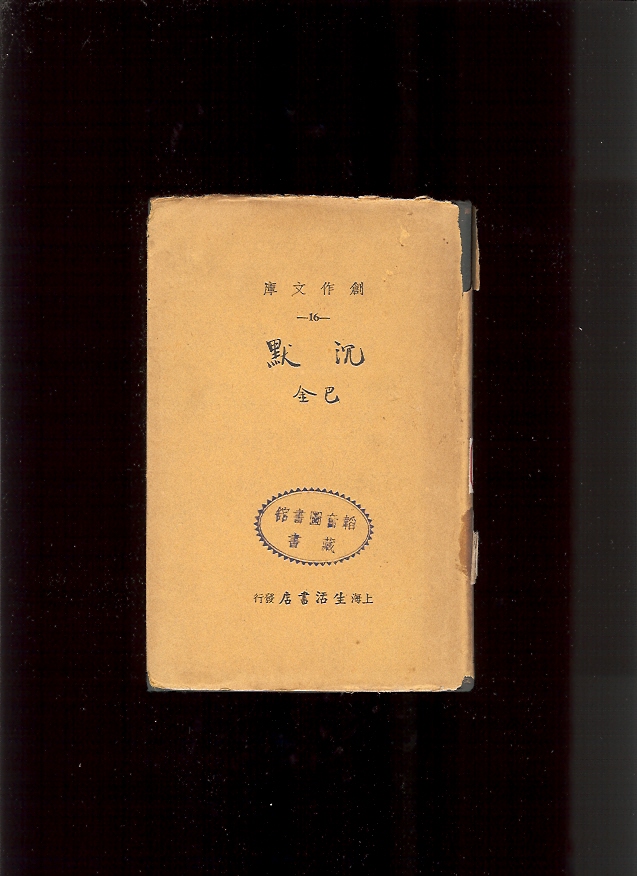 創作文庫
—16—
沉默
巴金
韜奮圖書館
藏書
上海生活書店發行